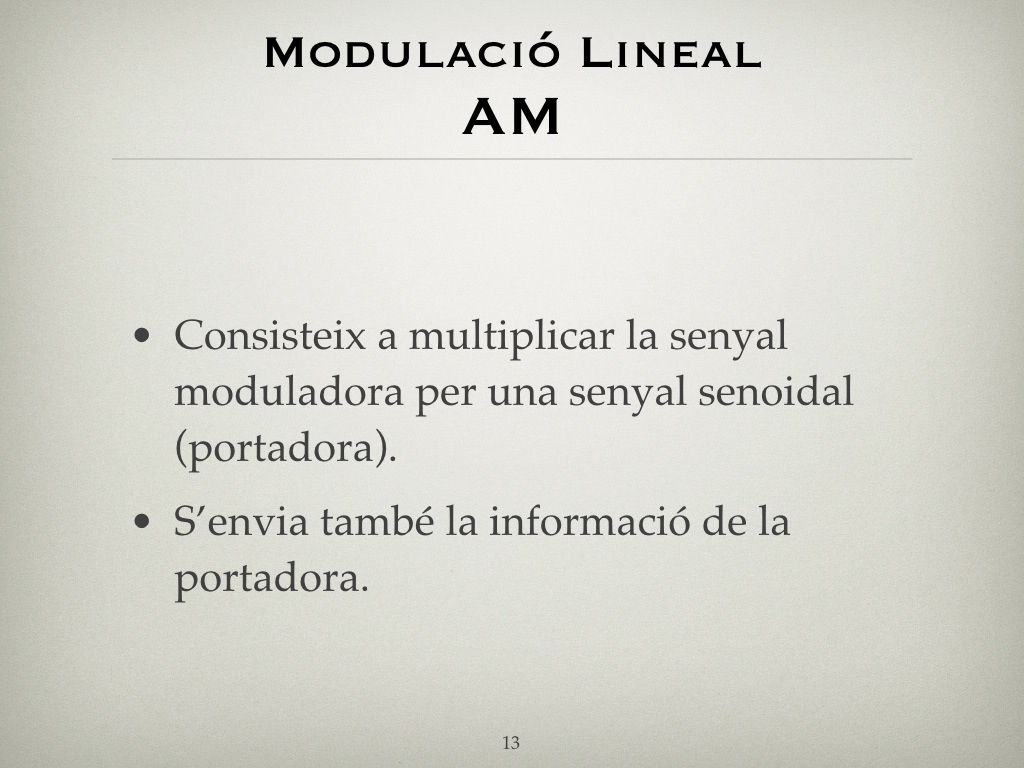 Modulació Lineal
AM
• Consisteix a multiplicar la senyal
moduladora per una senyal senoidal
(portadora).
• S’envia també la informació de la
portadora.
13